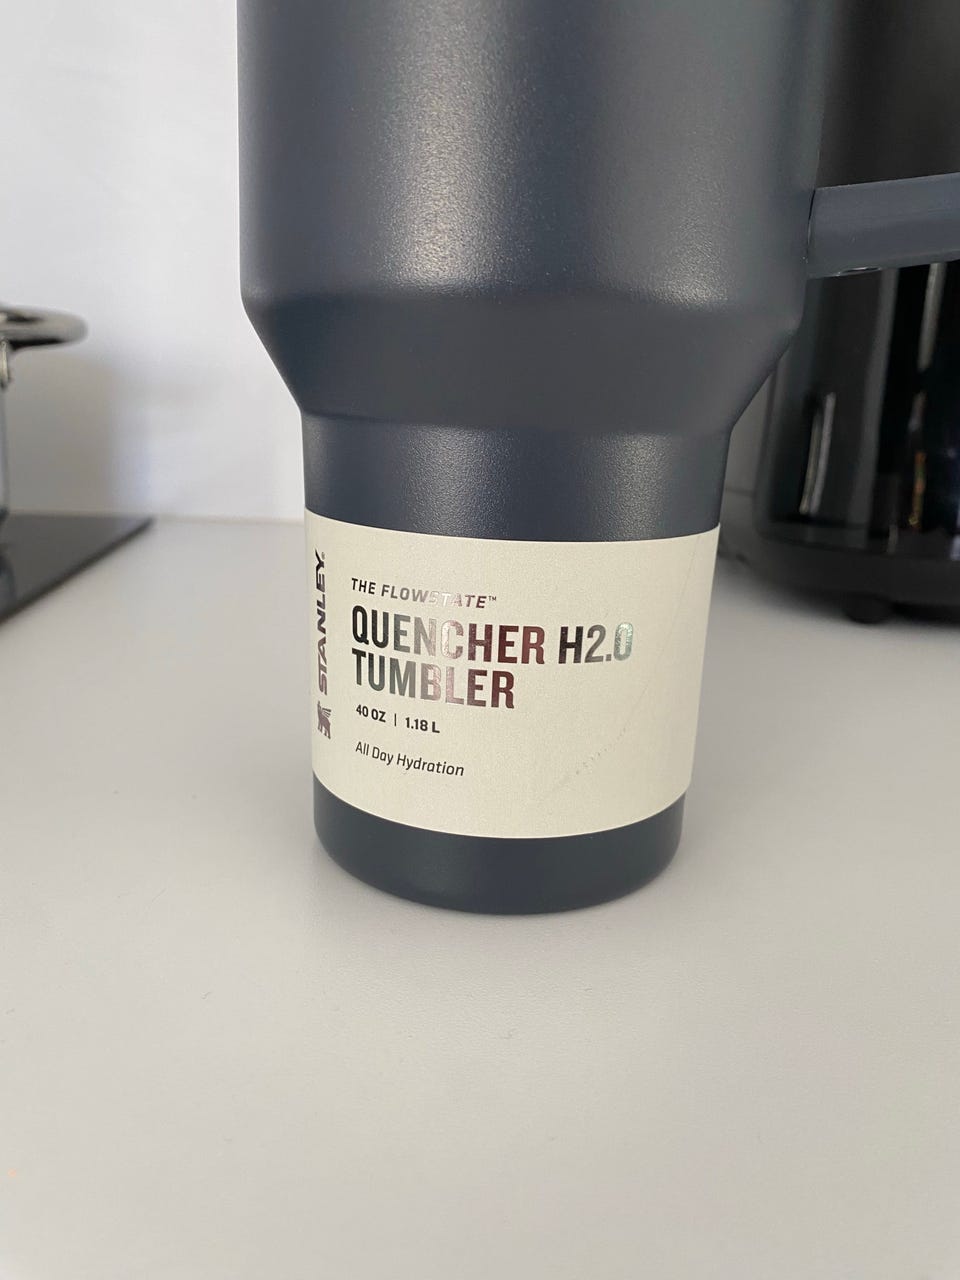 STANLEY®
THE FLOWSTATE™
QUENCHER H2.0
TUMBLER
40 OZ | 1.18 L
All Day Hydration